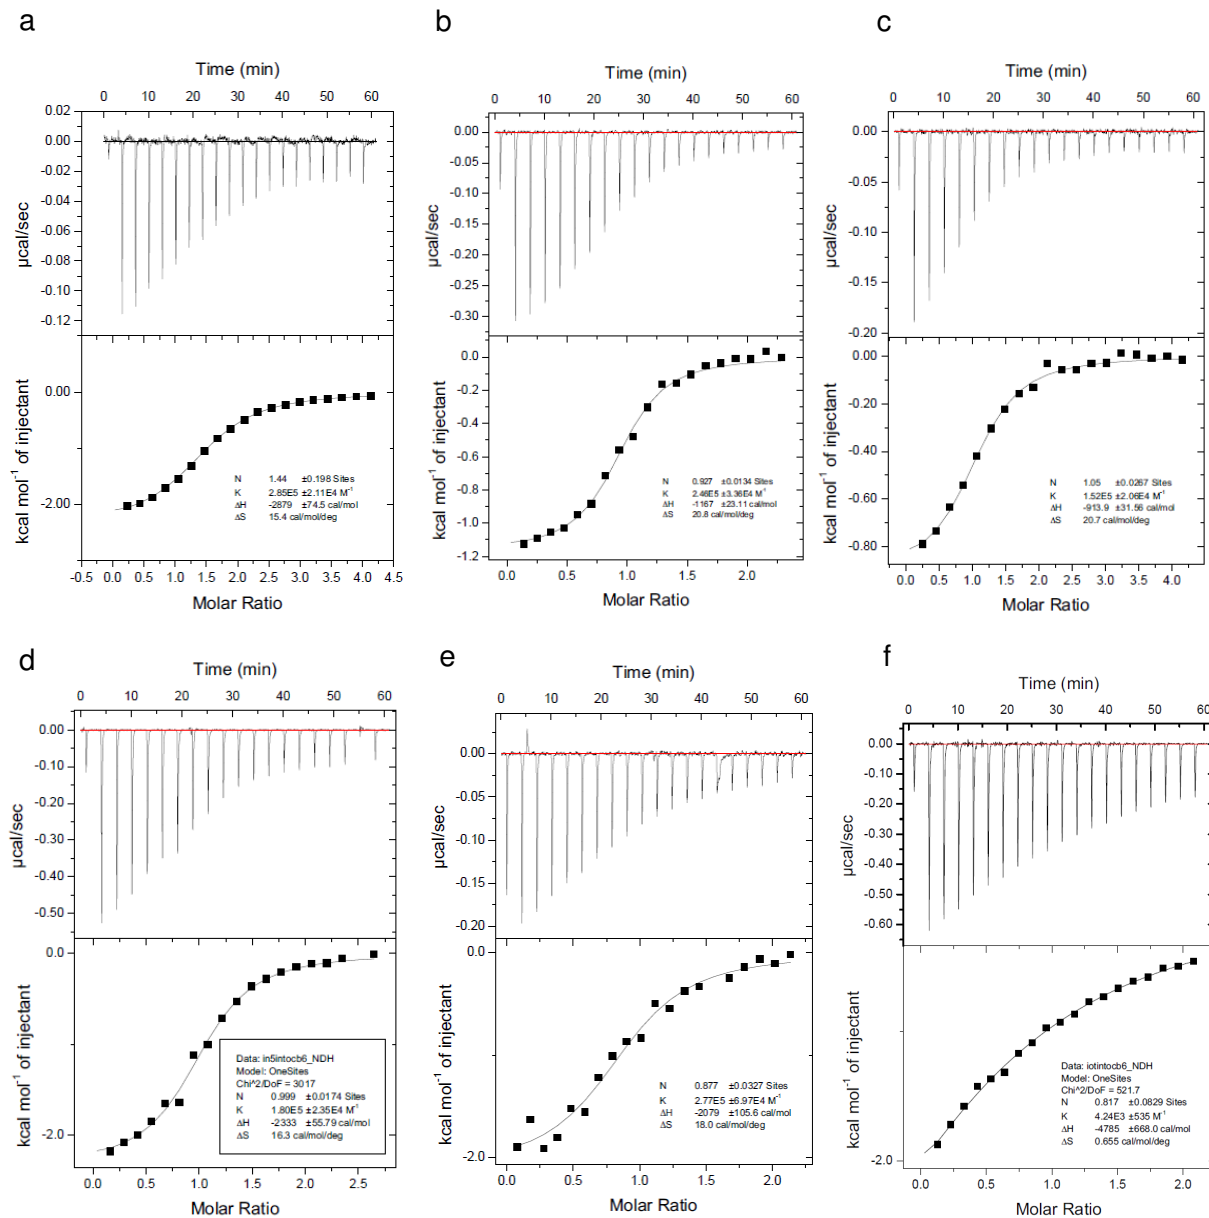 a
Time (min)
0 10 20 30 40 50 60
0.02
0.00
-0.02
-0.04
-0.06
-0.08
-0.10
-0.12
µcal/sec
0.00
-2.00
kcal mol⁻¹ of injectant
N 1.44 ±0.198 Sites
K 2.85E5 ±2.11E4 M⁻¹
ΔH -2879 ±74.5 cal/mol
ΔS 15.4 cal/mol/deg
-0.5 0.0 0.5 1.0 1.5 2.0 2.5 3.0 3.5 4.0 4.5
Molar Ratio
b
Time (min)
0 10 20 30 40 50 60
0.00
-0.05
-0.10
-0.15
-0.20
-0.25
-0.30
µcal/sec
0.0
-0.2
-0.4
-0.6
-0.8
-1.0
-1.2
kcal mol⁻¹ of injectant
N 0.927 ±0.0134 Sites
K 2.46E5 ±3.36E4 M⁻¹
ΔH -1167 ±23.11 cal/mol
ΔS 20.8 cal/mol/deg
0.0 0.5 1.0 1.5 2.0
Molar Ratio
c
Time (min)
0 10 20 30 40 50 60
0.00
-0.05
-0.10
-0.15
-0.20
µcal/sec
0.00
-0.20
-0.40
-0.60
-0.80
kcal mol⁻¹ of injectant
N 1.05 ±0.0267 Sites
K 1.52E5 ±2.06E4 M⁻¹
ΔH -913.9 ±31.56 cal/mol
ΔS 20.7 cal/mol/deg
0.0 0.5 1.0 1.5 2.0 2.5 3.0 3.5 4.0
Molar Ratio
d
Time (min)
0 10 20 30 40 50 60
0.00
-0.10
-0.20
-0.30
-0.40
-0.50
µcal/sec
0.0
-2.0
kcal mol⁻¹ of injectant
Data: in5intocb6_NDH
Model: OneSites
Chi^2/DoF = 3017
N 0.999 ±0.0174 Sites
K 1.80E5 ±2.35E4 M⁻¹
ΔH -2333 ±55.79 cal/mol
ΔS 16.3 cal/mol/deg
0.0 0.5 1.0 1.5 2.0 2.5
Molar Ratio
e
Time (min)
0 10 20 30 40 50 60
0.00
-0.05
-0.10
-0.15
-0.20
µcal/sec
0.0
-2.0
kcal mol⁻¹ of injectant
N 0.877 ±0.0327 Sites
K 2.77E5 ±6.97E4 M⁻¹
ΔH -2079 ±105.6 cal/mol
ΔS 18.0 cal/mol/deg
0.0 0.5 1.0 1.5 2.0
Molar Ratio
f
Time (min)
0 10 20 30 40 50 60
0.00
-0.10
-0.20
-0.30
-0.40
-0.50
-0.60
µcal/sec
-2.0
kcal mol⁻¹ of injectant
Data: iotintocb6_NDH
Model: OneSites
Chi^2/DoF = 521.7
N 0.817 ±0.0829 Sites
K 4.24E3 ±535 M⁻¹
ΔH -4785 ±668.0 cal/mol
ΔS 0.655 cal/mol/deg
0.0 0.5 1.0 1.5 2.0
Molar Ratio